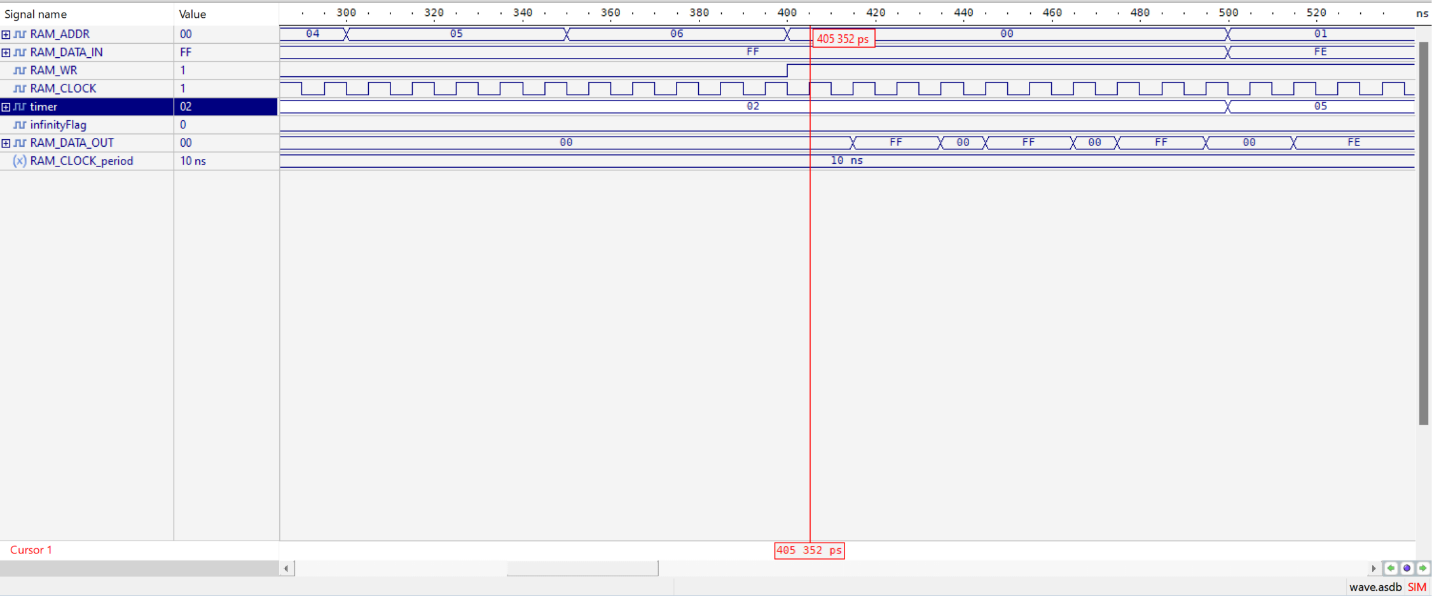 Signal name Value 300 320 340 360 380 400 420 440 460 480 500 520 ns
RAM_ADDR 00 04 05 06 00 01
405 352 ps
RAM_DATA_IN FF FF FE
RAM_WR 1
RAM_CLOCK 1
timer 02 02 05
infinityFlag 0
RAM_DATA_OUT 00 00 FF 00 FF 00 FF 00 FE
(x) RAM_CLOCK_period 10 ns 10 ns
Cursor 1 405 352 ps
wave.asdb SIM